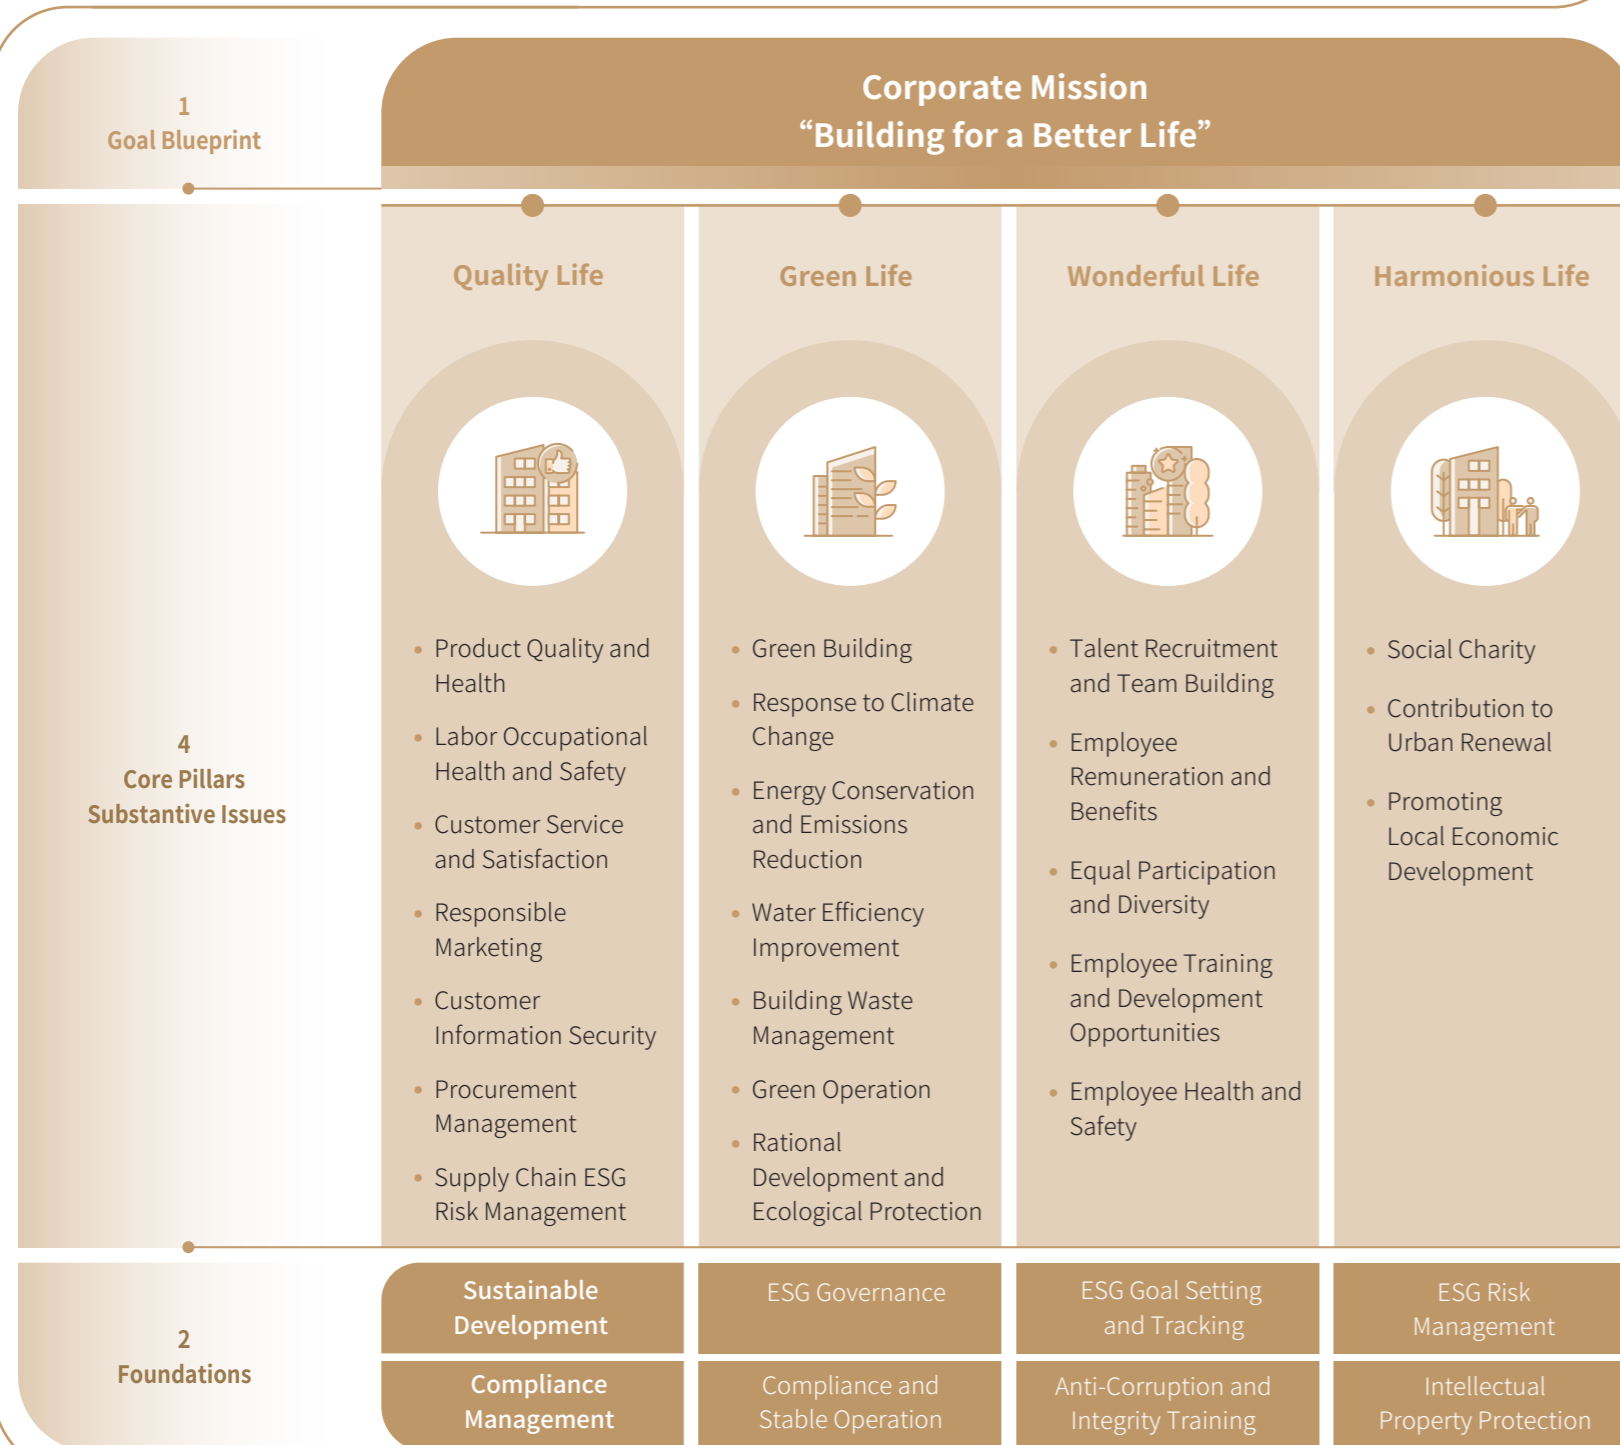 1
Goal Blueprint
Corporate Mission
“Building for a Better Life”
4
Core Pillars
Substantive Issues
Quality Life
• Product Quality and
Health
• Labor Occupational
Health and Safety
• Customer Service
and Satisfaction
• Responsible
Marketing
• Customer
Information Security
• Procurement
Management
• Supply Chain ESG
Risk Management
Green Life
• Green Building
• Response to Climate
Change
• Energy Conservation
and Emissions
Reduction
• Water Efficiency
Improvement
• Building Waste
Management
• Green Operation
• Rational
Development and
Ecological Protection
Wonderful Life
• Talent Recruitment
and Team Building
• Employee
Remuneration and
Benefits
• Equal Participation
and Diversity
• Employee Training
and Development
Opportunities
• Employee Health and
Safety
Harmonious Life
• Social Charity
• Contribution to
Urban Renewal
• Promoting
Local Economic
Development
2
Foundations
Sustainable
Development
ESG Governance
ESG Goal Setting
and Tracking
ESG Risk
Management
Compliance
Management
Compliance and
Stable Operation
Anti-Corruption and
Integrity Training
Intellectual
Property Protection